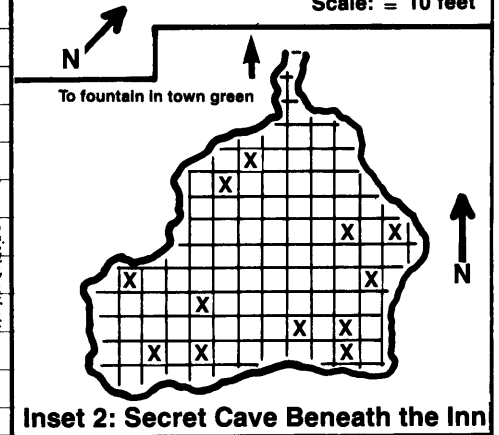 Scale: = 10 feet
N
To fountain in town green
X
X
X X
X X
X
X X
X X X
N
Inset 2: Secret Cave Beneath the Inn